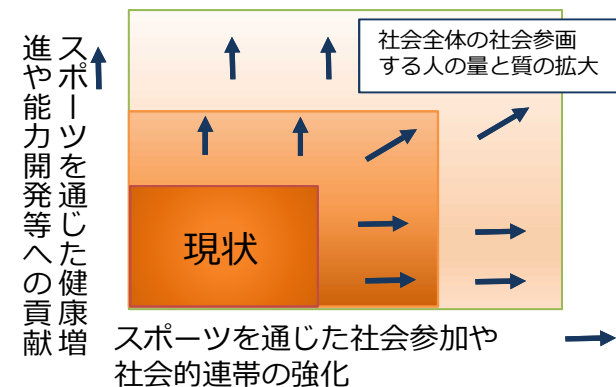 スポーツを通じた健康増
進や能力開発等への貢献
社会全体の社会参画
する人の量と質の拡大
現状
スポーツを通じた社会参加や
社会的連帯の強化